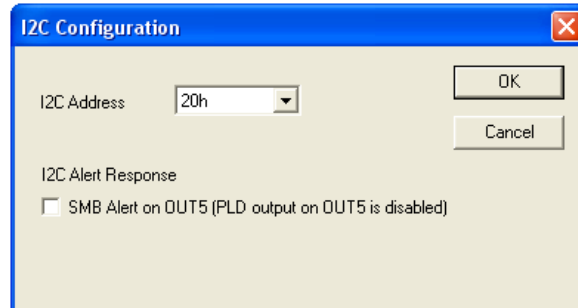 I2C Configuration
I2C Address
20h
OK
Cancel
I2C Alert Response
SMB Alert on OUT5 (PLD output on OUT5 is disabled)